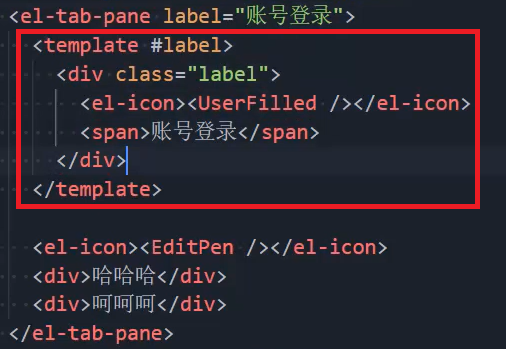 <el-tab-pane label="账号登录">
<template #label>
<div class="label">
<el-icon><UserFilled /></el-icon>
<span>账号登录</span>
</div>
</template>
<el-icon><EditPen /></el-icon>
<div>哈哈哈</div>
<div>呵呵呵</div>
</el-tab-pane>